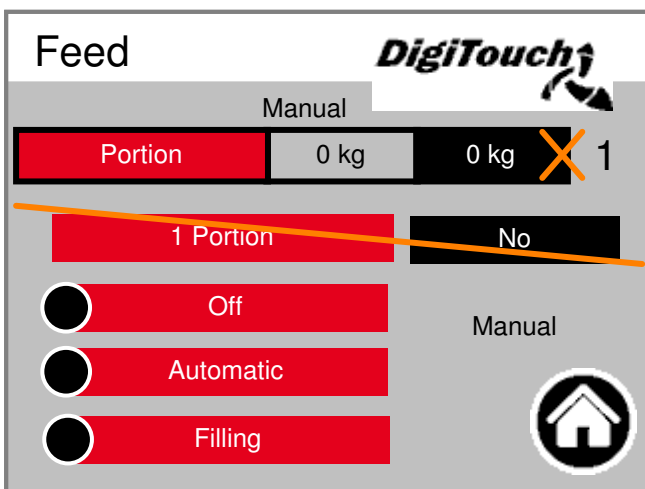 Feed DigiTouch
Manual
Portion 0 kg 0 kg 1
1 Portion No
Off
Manual
Automatic
Filling